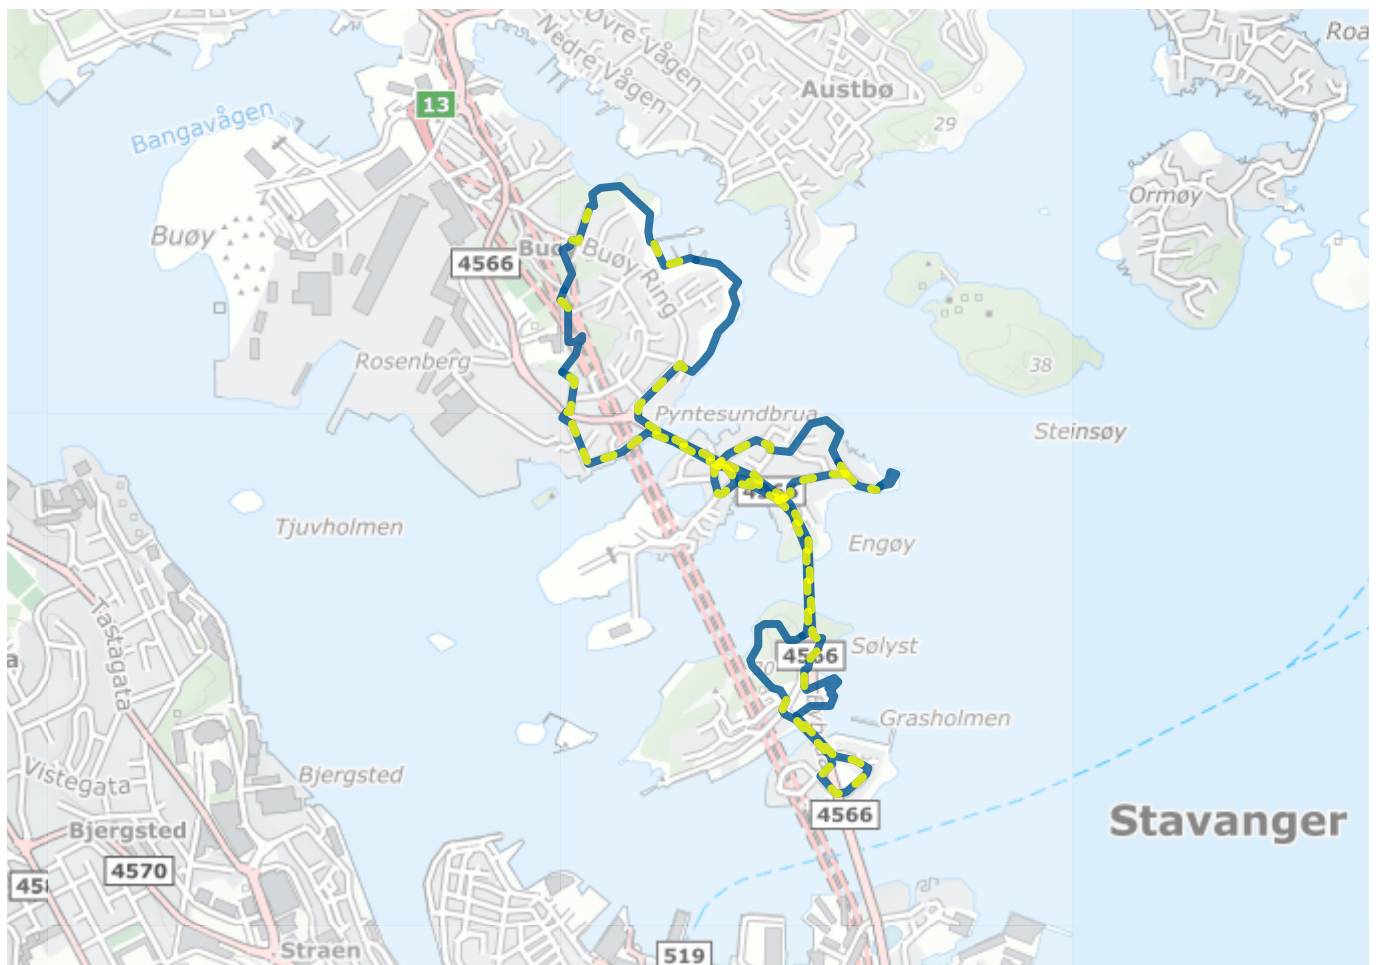 Øvre Vågen
Nedre Vågen
Roa
13
Austbø
Bangavågen
29
Ormøy
Buøy
4566
Buøy Ring
Rosenberg
38
Pyntesundbrua
Steinsøy
4566
Tjuvholmen
Engøy
Tastagata
Sølyst
4566
Grasholmen
Vistegata
Bjergsted
4566
Stavanger
Bjergsted
4570
Straen
519